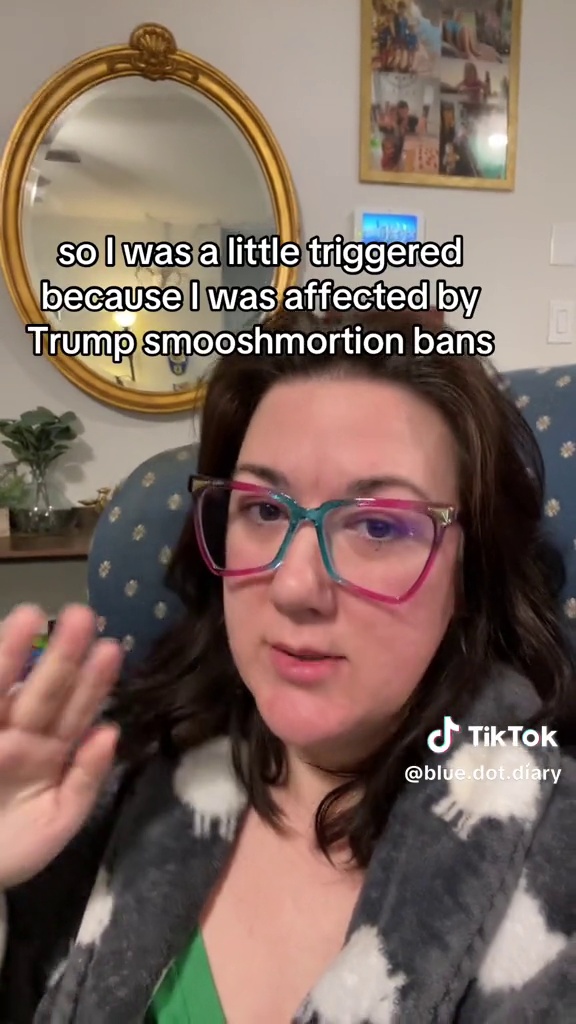 so I was a little triggered
because I was affected by
Trump smooshmortion bans
TikTok
@blue.dot.diary